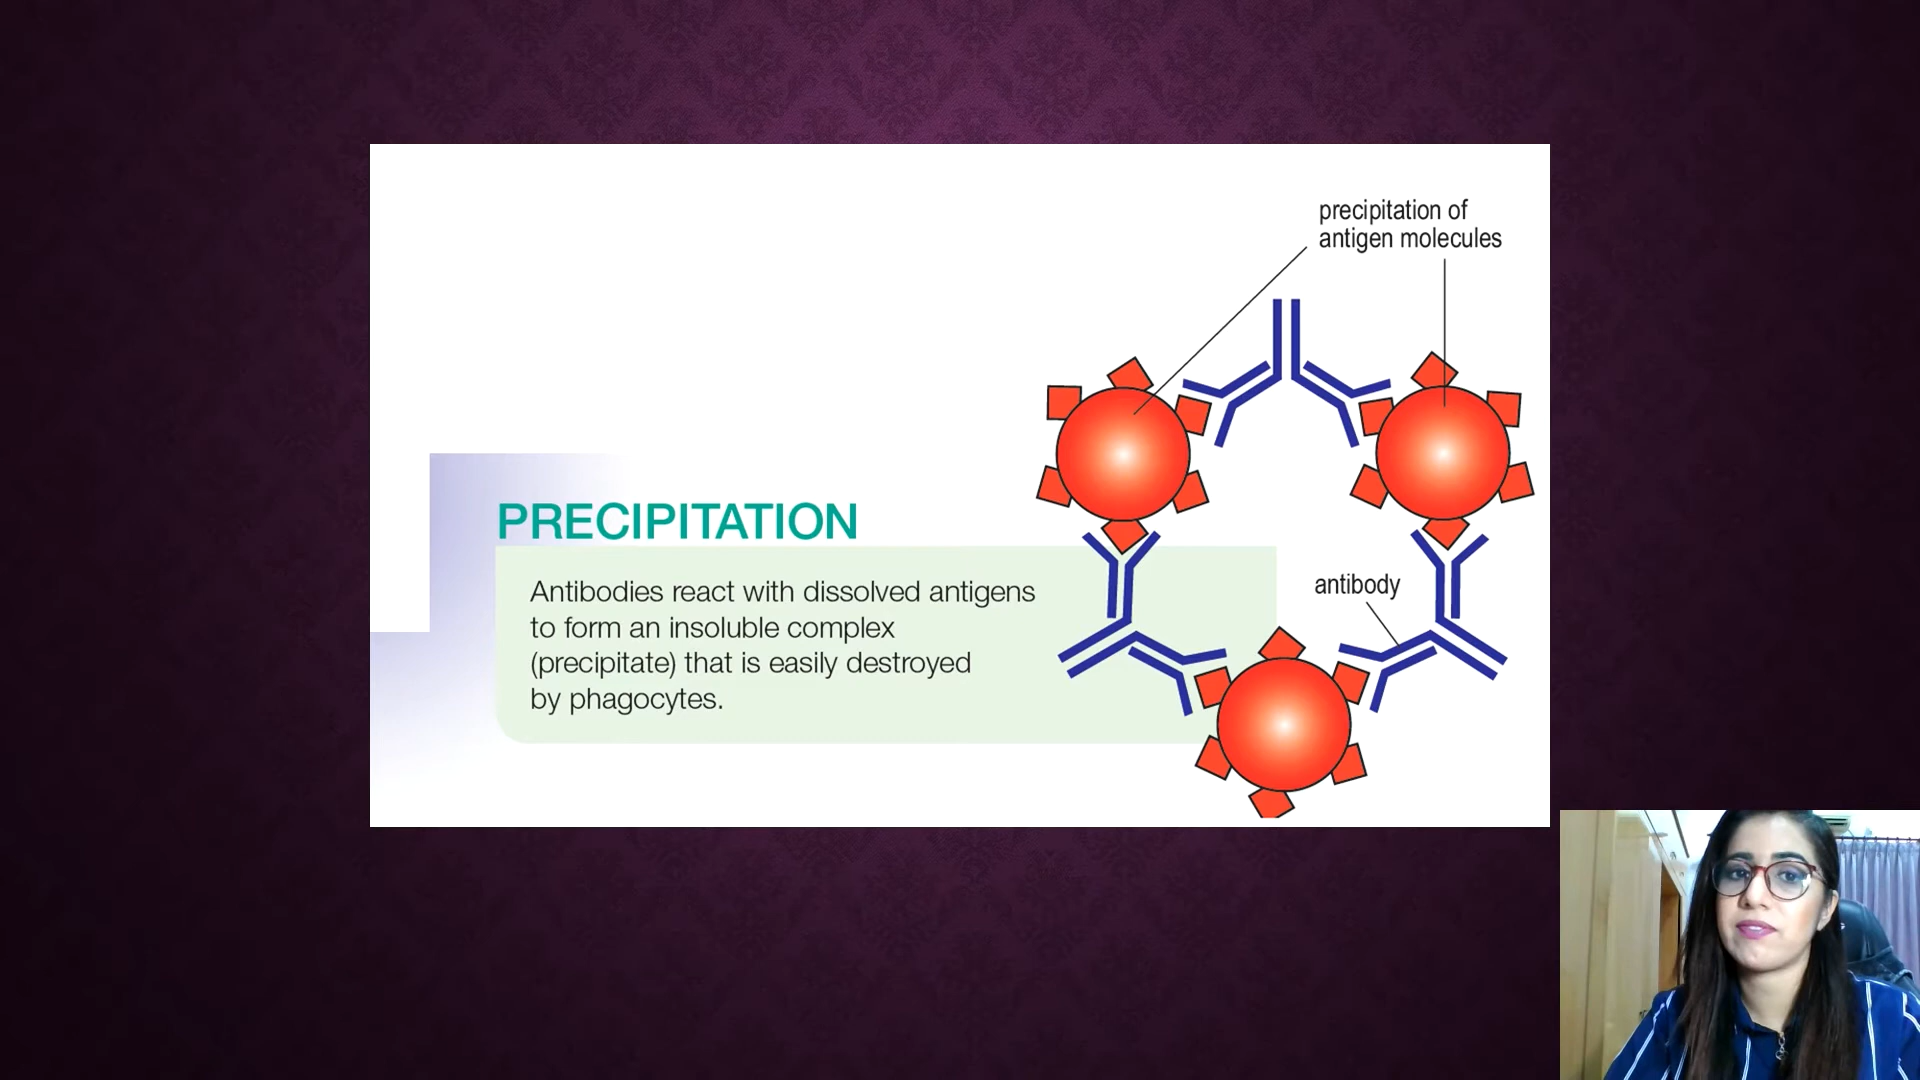 precipitation of
antigen molecules
PRECIPITATION
Antibodies react with dissolved antigens
to form an insoluble complex
(precipitate) that is easily destroyed
by phagocytes.
antibody